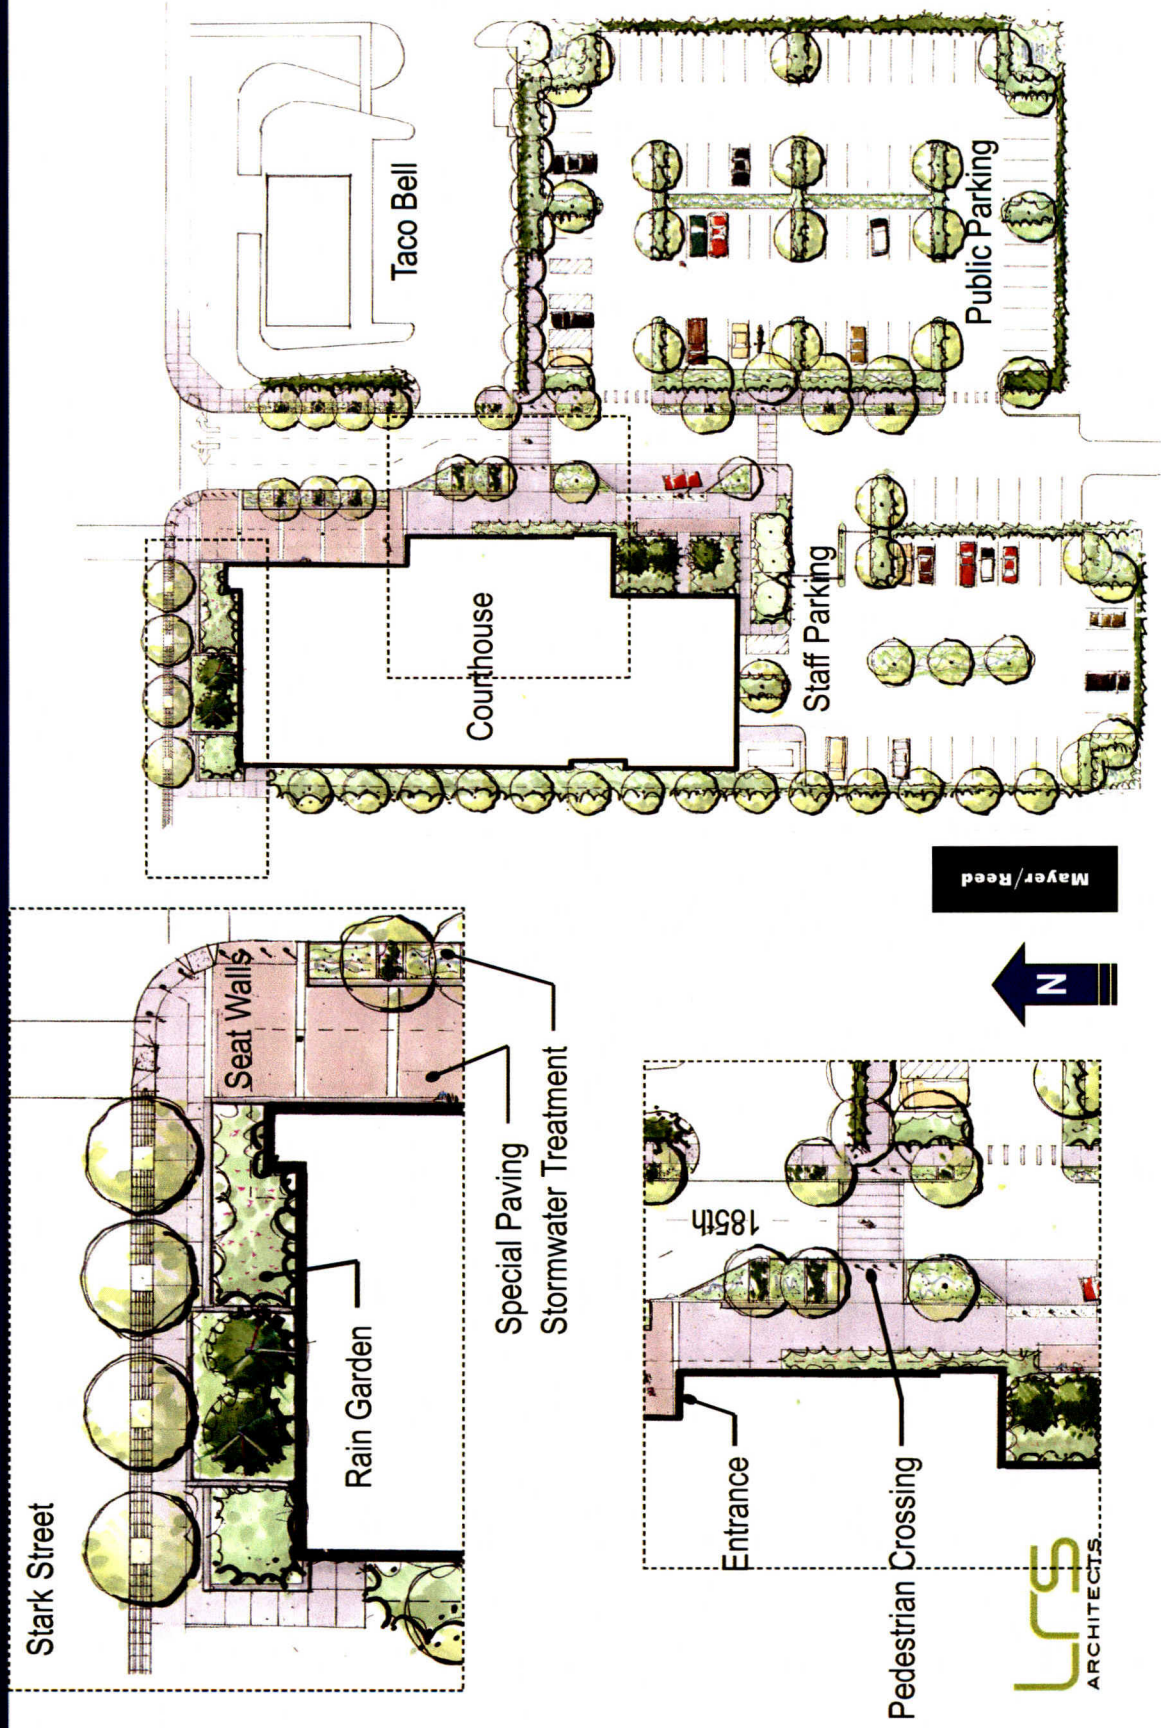 Stark Street
Seat Walls
Rain Garden
Special Paving
Stormwater Treatment
185th
Entrance
Pedestrian Crossing
LRS
ARCHITECTS
N
Mayer/Reed
Courthouse
Taco Bell
Staff Parking
Public Parking